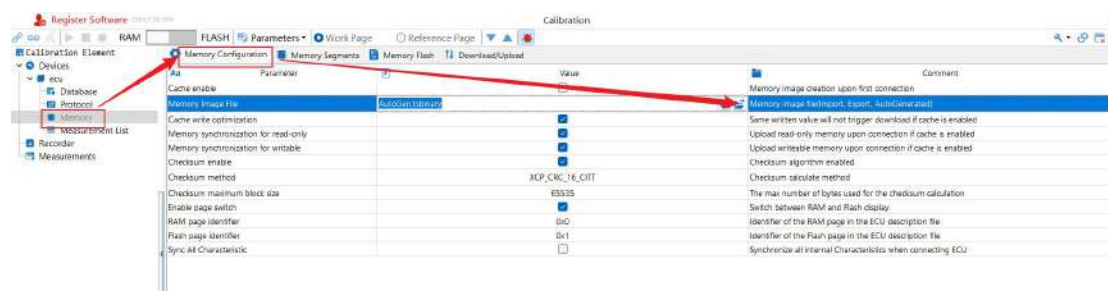 Register Software
Calibration
RAM
FLASH
Parameters
Work Page
Reference Page
Calibration Element
Devices
ecu
Database
Protocol
Memory
Measurement List
Recorder
Measurements
Memory Configuration
Memory Segments
Memory Flash
Download/Upload
Aa Parameter Value Comment
Cache enable Memory image creation upon first connection
Memory Image File AutoGen.tsbinary Memory image file(Import, Export, AutoGenerated)
Cache write optimization Same written value will not trigger download if cache is enabled
Memory synchronization for read-only Upload read-only memory upon connection if cache is enabled
Memory synchronization for writable Upload writeable memory upon connection if cache is enabled
Checksum enable Checksum algorithm enabled
Checksum method XCP_CRC_16_CITT Checksum calculate method
Checksum maximum block size 65535 The max number of bytes used for the checksum calculation
Enable page switch Switch between RAM and Flash display
RAM page identifier 0x0 Identifier of the RAM page in the ECU description file
Flash page identifier 0x1 Identifier of the Flash page in the ECU description file
Sync All Characteristic Synchronize all internal Characteristics when connecting ECU